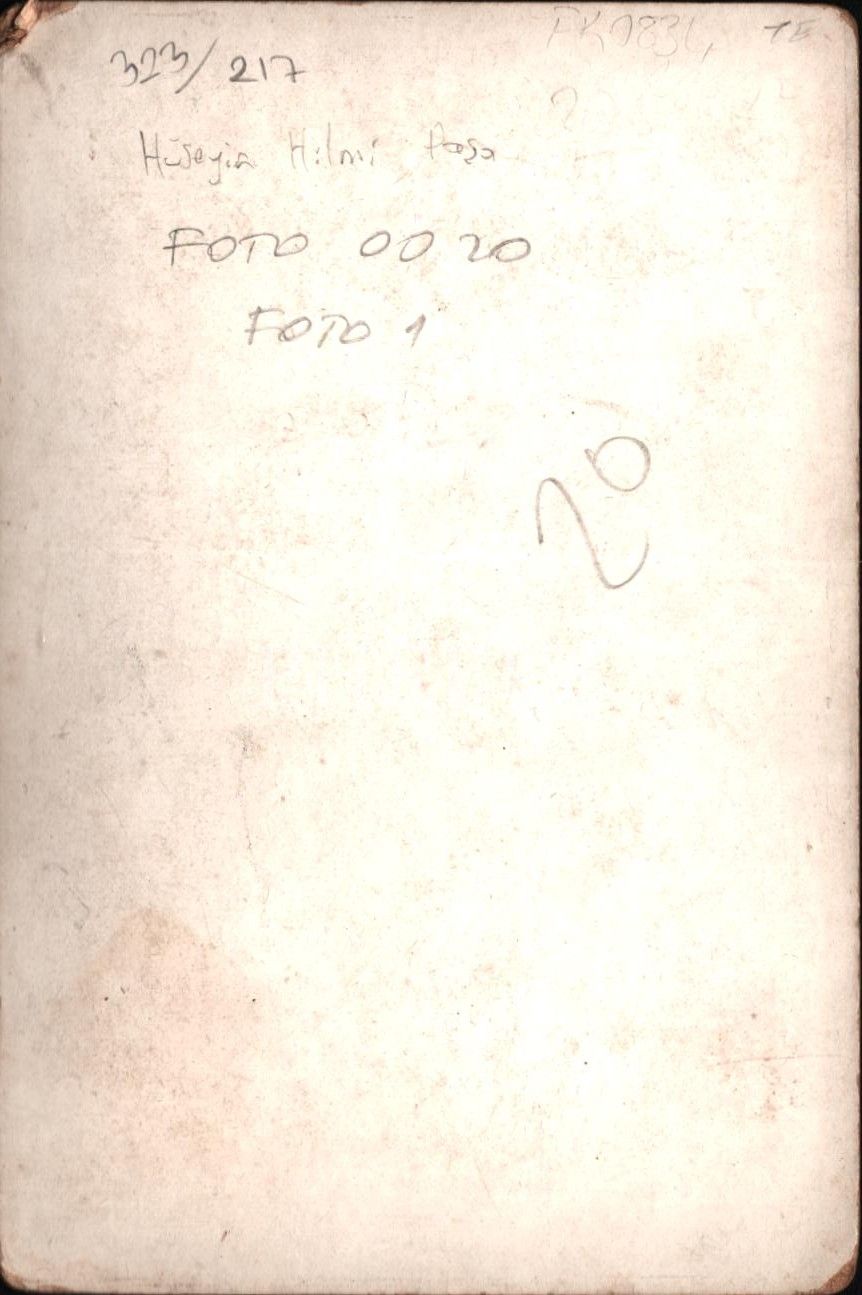 323/217
Hüseyin Hilmi Paşa
FOTO 0020
FOTO 1
20